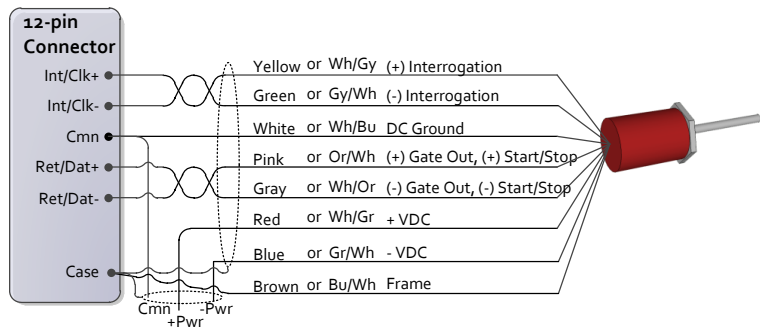 12-pin
Connector
Int/Clk+
Int/Clk-
Cmn
Ret/Dat+
Ret/Dat-
Case
Yellow or Wh/Gy (+) Interrogation
Green or Gy/Wh (-) Interrogation
White or Wh/Bu DC Ground
Pink or Or/Wh (+) Gate Out, (+) Start/Stop
Gray or Wh/Or (-) Gate Out, (-) Start/Stop
Red or Wh/Gr + VDC
Blue or Gr/Wh - VDC
Brown or Bu/Wh Frame
Cmn -Pwr
+Pwr